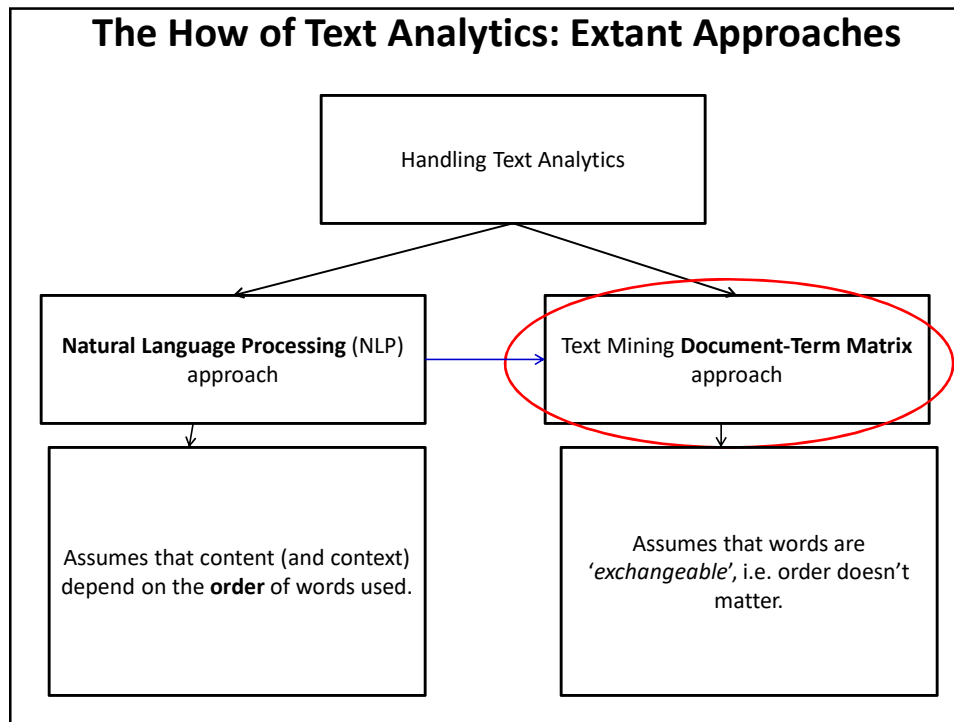 The How of Text Analytics: Extant Approaches
Handling Text Analytics
Natural Language Processing (NLP)
approach
Text Mining Document-Term Matrix
approach
Assumes that content (and context)
depend on the order of words used.
Assumes that words are
‘exchangeable’, i.e. order doesn’t
matter.